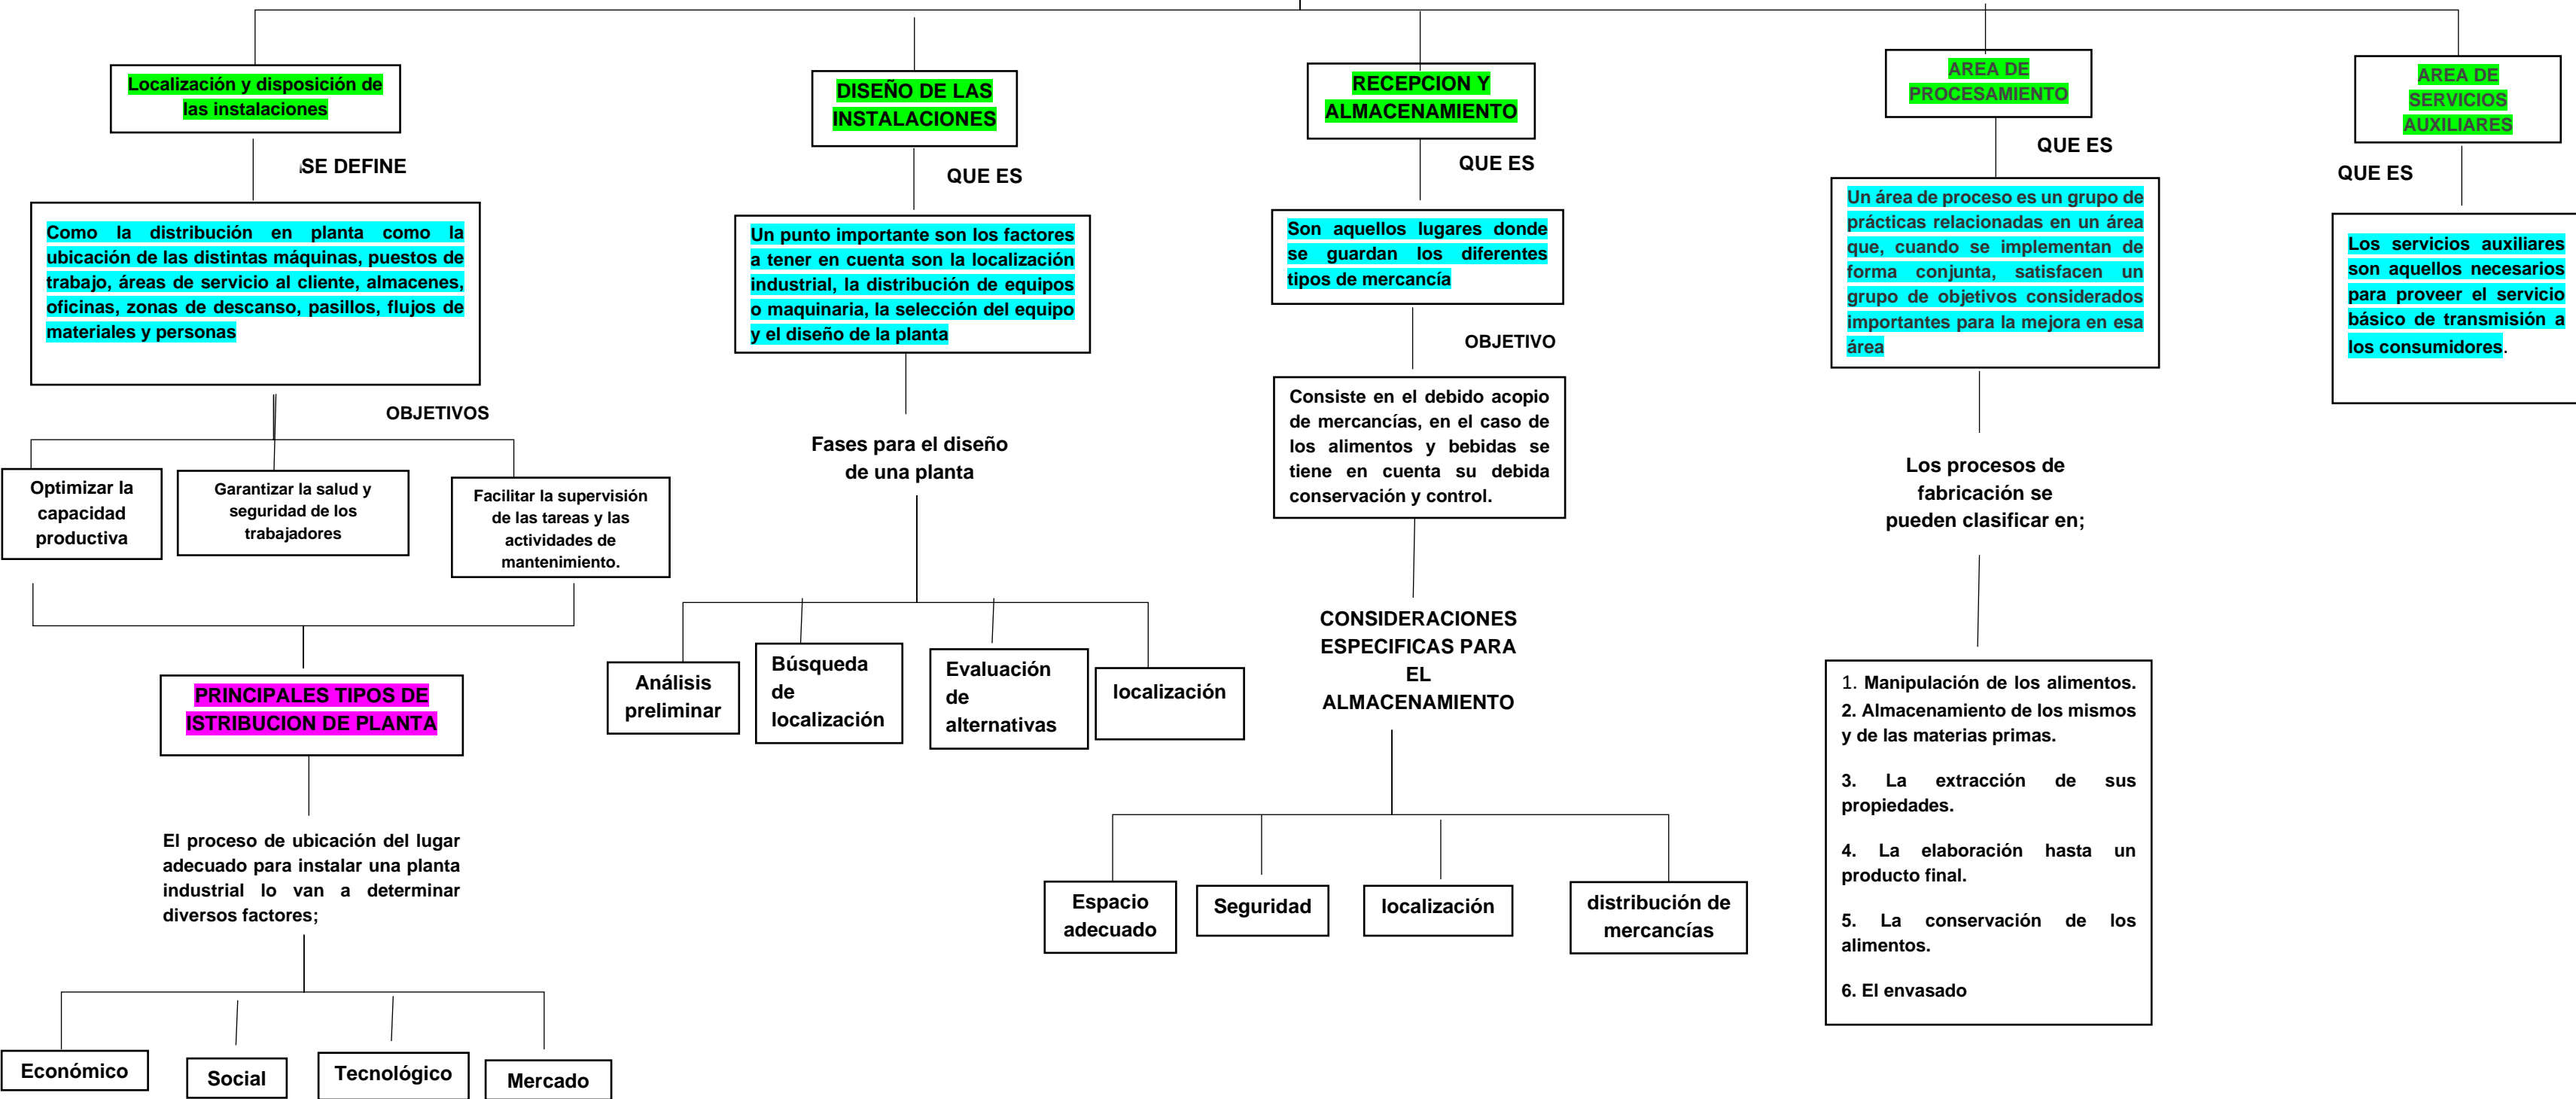 Localización y disposición de
las instalaciones
SE DEFINE
Como la distribución en planta como la
ubicación de las distintas máquinas, puestos de
trabajo, áreas de servicio al cliente, almacenes,
oficinas, zonas de descanso, pasillos, flujos de
materiales y personas
OBJETIVOS
Optimizar la
capacidad
productiva
Garantizar la salud y
seguridad de los
trabajadores
Facilitar la supervisión
de las tareas y las
actividades de
mantenimiento.
PRINCIPALES TIPOS DE
ISTRIBUCION DE PLANTA
El proceso de ubicación del lugar
adecuado para instalar una planta
industrial lo van a determinar
diversos factores;
Económico
Social
Tecnológico
Mercado
DISEÑO DE LAS
INSTALACIONES
QUE ES
Un punto importante son los factores
a tener en cuenta son la localización
industrial, la distribución de equipos
o maquinaria, la selección del equipo
y el diseño de la planta
Fases para el diseño
de una planta
Análisis
preliminar
Búsqueda
de
localización
Evaluación
de
alternativas
localización
RECEPCION Y
ALMACENAMIENTO
QUE ES
Son aquellos lugares donde
se guardan los diferentes
tipos de mercancía
OBJETIVO
Consiste en el debido acopio
de mercancías, en el caso de
los alimentos y bebidas se
tiene en cuenta su debida
conservación y control.
CONSIDERACIONES
ESPECIFICAS PARA
EL
ALMACENAMIENTO
Espacio
adecuado
Seguridad
localización
distribución de
mercancías
AREA DE
PROCESAMIENTO
QUE ES
Un área de proceso es un grupo de
prácticas relacionadas en un área
que, cuando se implementan de
forma conjunta, satisfacen un
grupo de objetivos considerados
importantes para la mejora en esa
área
Los procesos de
fabricación se
pueden clasificar en;
1. Manipulación de los alimentos.
2. Almacenamiento de los mismos
y de las materias primas.
3. La extracción de sus
propiedades.
4. La elaboración hasta un
producto final.
5. La conservación de los
alimentos.
6. El envasado
AREA DE
SERVICIOS
AUXILIARES
QUE ES
Los servicios auxiliares
son aquellos necesarios
para proveer el servicio
básico de transmisión a
los consumidores.